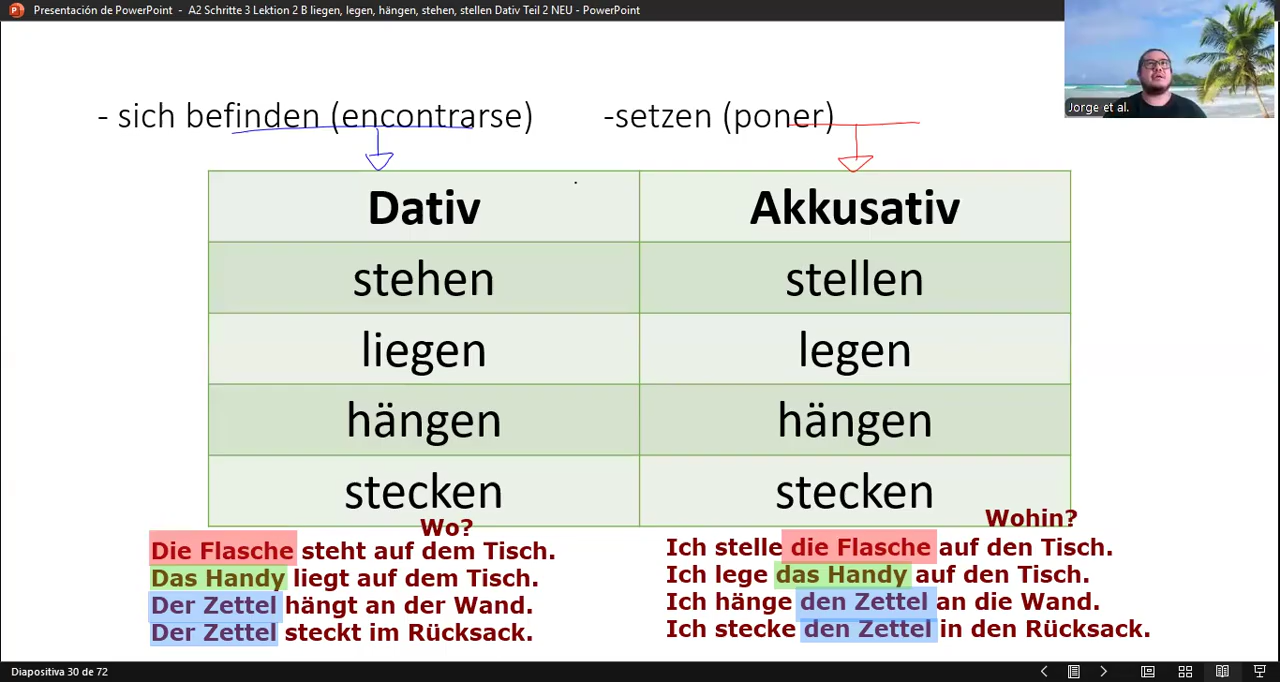 Presentación de PowerPoint - A2 Schritte 3 Lektion 2 B liegen, legen, hängen, stehen, stellen Dativ Teil 2 NEU - PowerPoint
Jorge et al.
- sich befinden (encontrarse)
-setzen (poner)
Dativ
Akkusativ
stehen
stellen
liegen
legen
hängen
hängen
stecken
stecken
Wo?
Die Flasche steht auf dem Tisch.
Das Handy liegt auf dem Tisch.
Der Zettel hängt an der Wand.
Der Zettel steckt im Rücksack.
Wohin?
Ich stelle die Flasche auf den Tisch.
Ich lege das Handy auf den Tisch.
Ich hänge den Zettel an die Wand.
Ich stecke den Zettel in den Rücksack.
Diapositiva 30 de 72